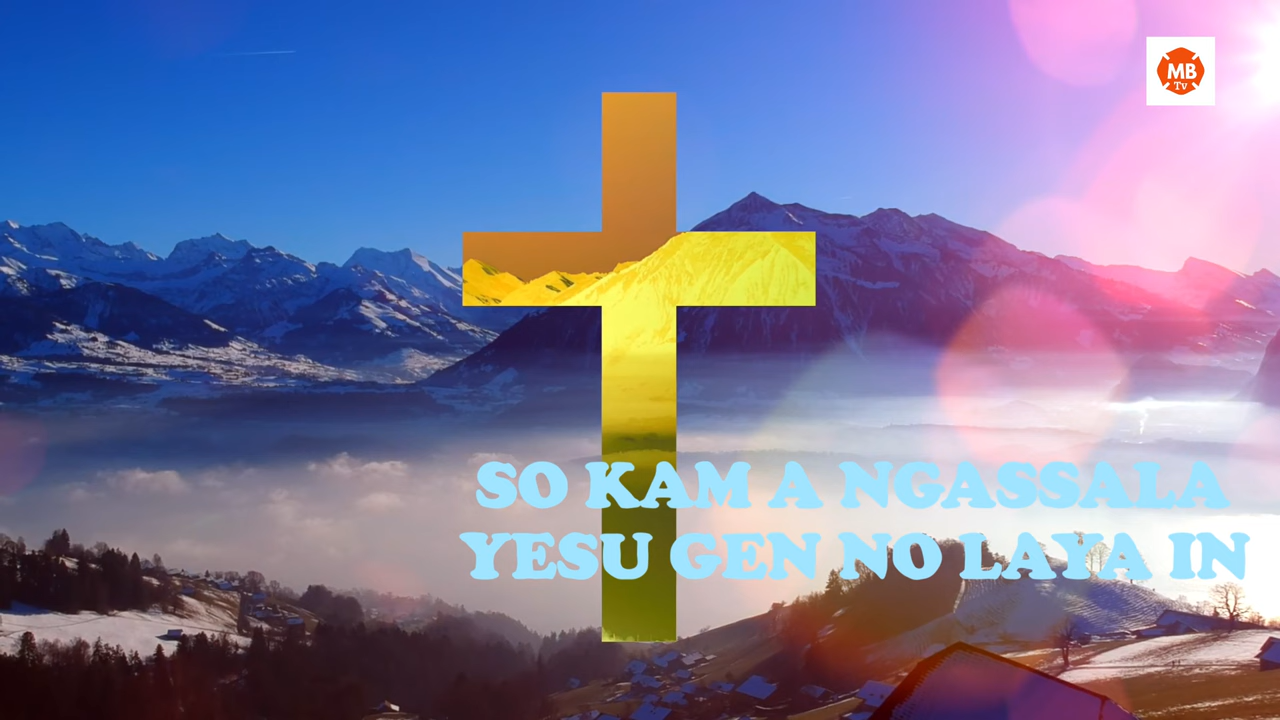 MB
Tv
SO KAM A NGASSALA
YESU GEN NO LAYA IN